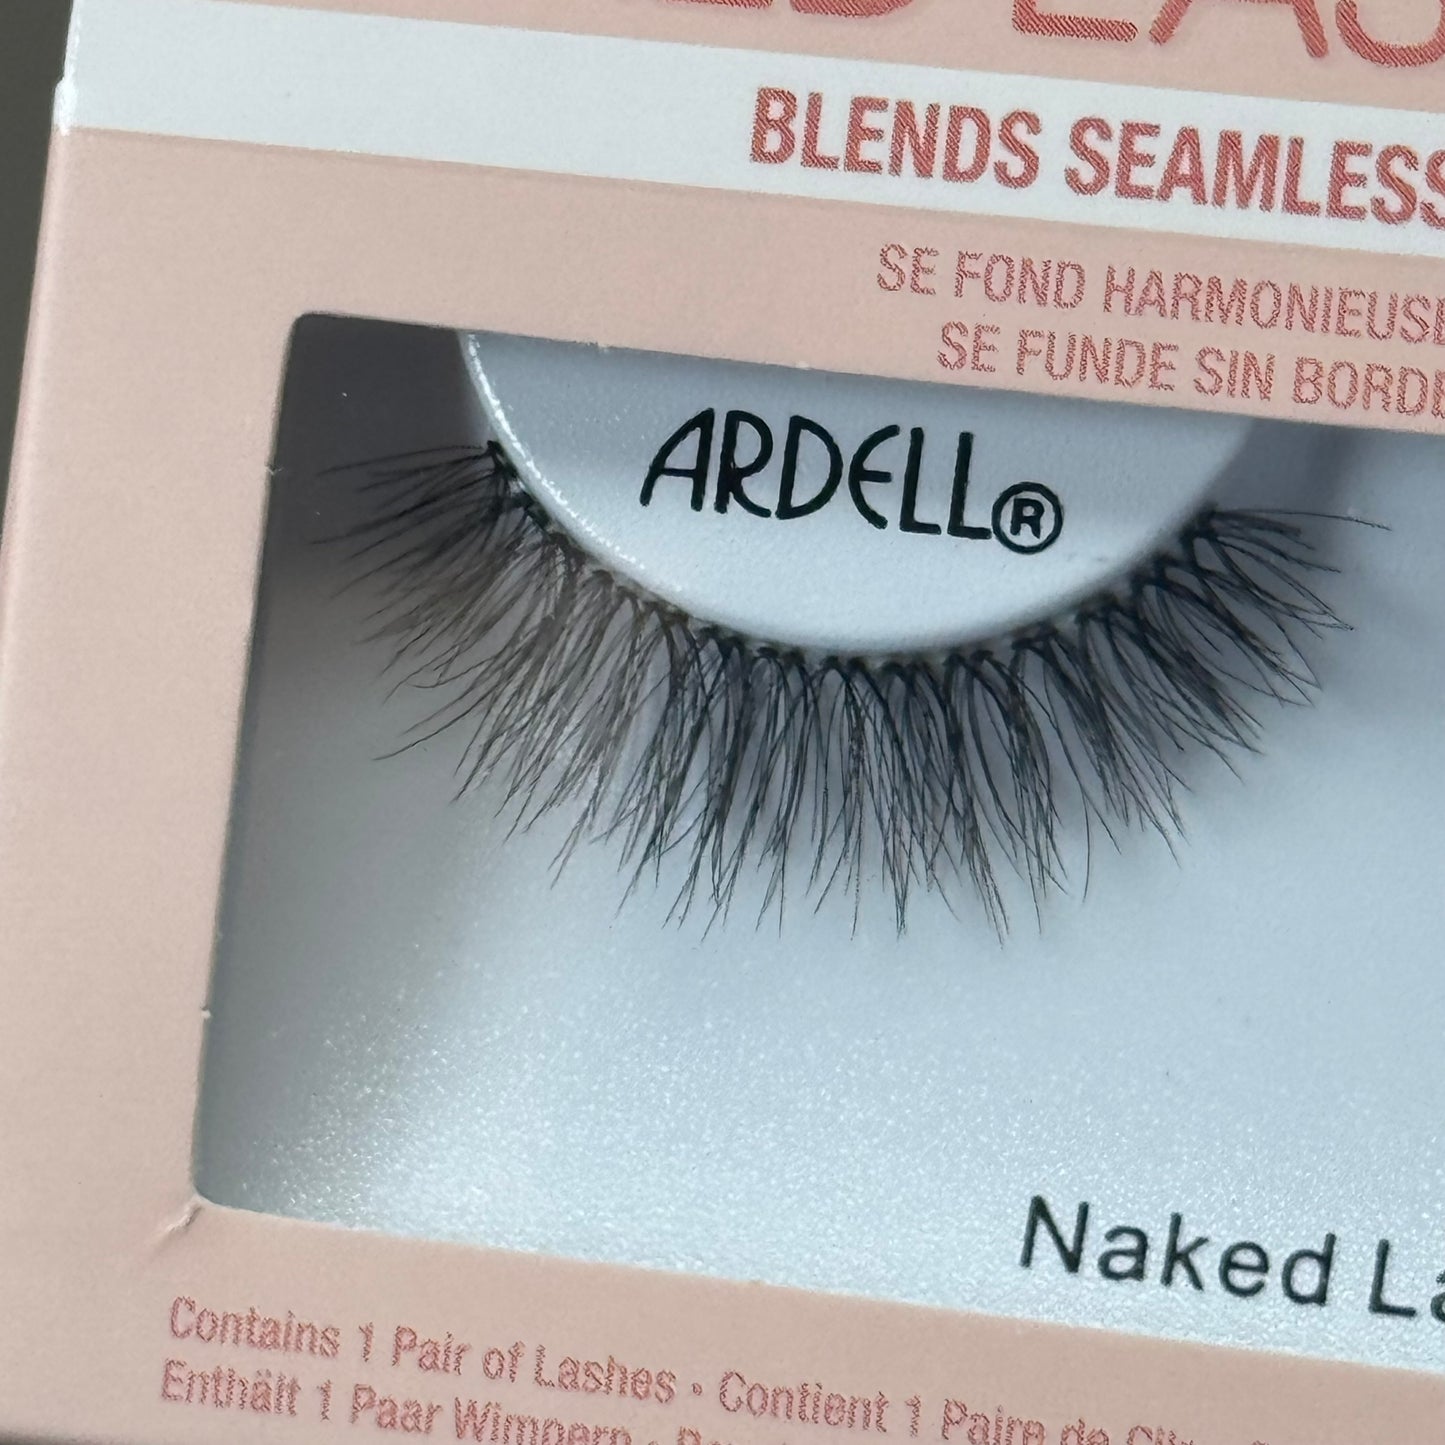 BLENDS SEAMLESS
SE FOND HARMONIEUSE
SE FUNDE SIN BORDE
ARDELL®
Naked La
Contains 1 Pair of Lashes • Contient 1 Paire de
Enthält 1 Paar Wimpern •